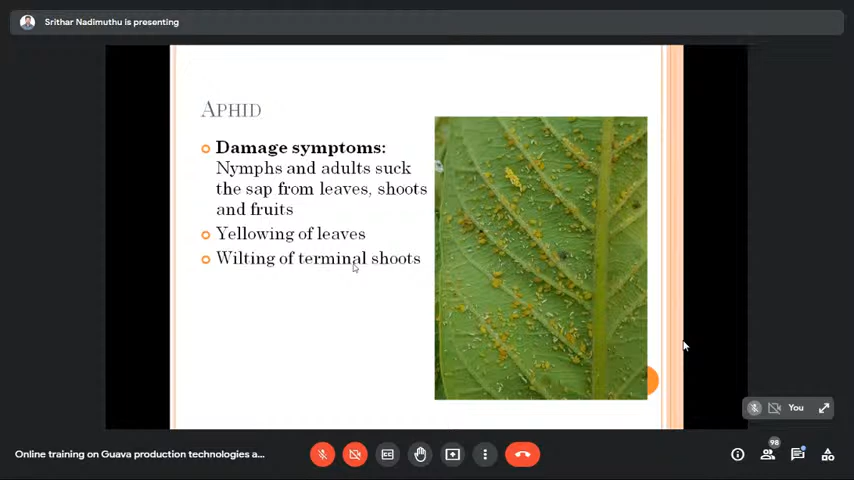 Srithar Nadimuthu is presenting
APHID
Damage symptoms:
Nymphs and adults suck
the sap from leaves, shoots
and fruits
Yellowing of leaves
Wilting of terminal shoots
You
98
Online training on Guava production technologies a...